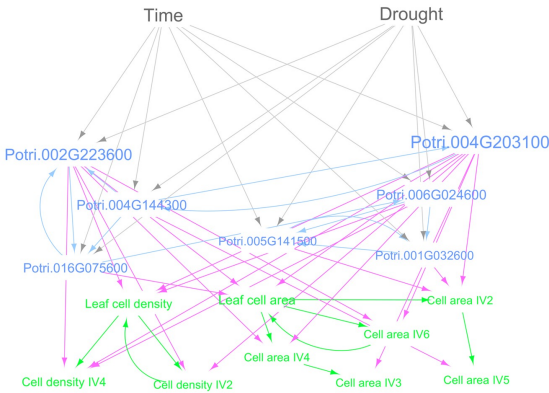 Time
Drought
Potri.004G203100
Potri.002G223600
Potri.006G024600
Potri.004G144300
Potri.005G141500
Potri.001G032600
Potri.016G075600
Leaf cell density
Leaf cell area
Cell area IV2
Cell area IV6
Cell area IV4
Cell density IV4
Cell density IV2
Cell area IV3
Cell area IV5